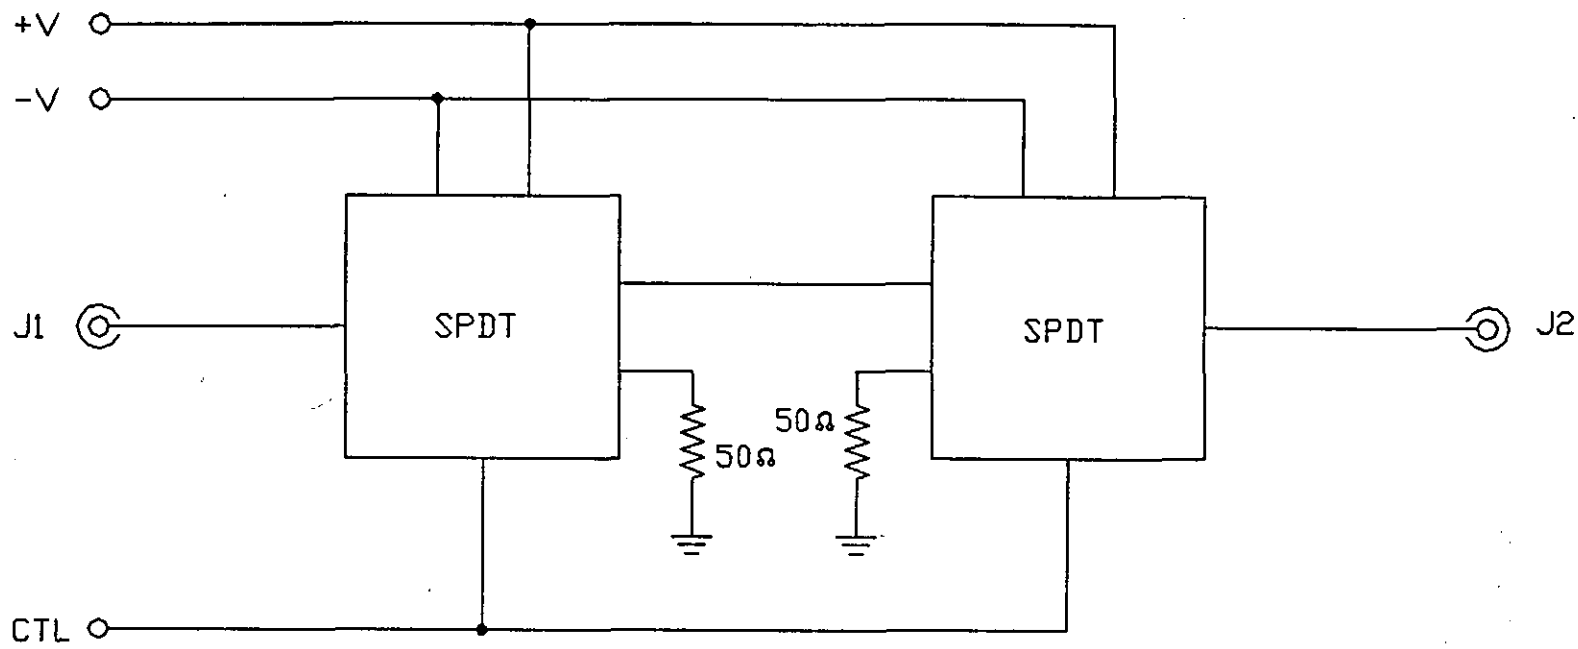 +V
-V
J1
SPDT
SPDT
J2
50Ω
50Ω
CTL